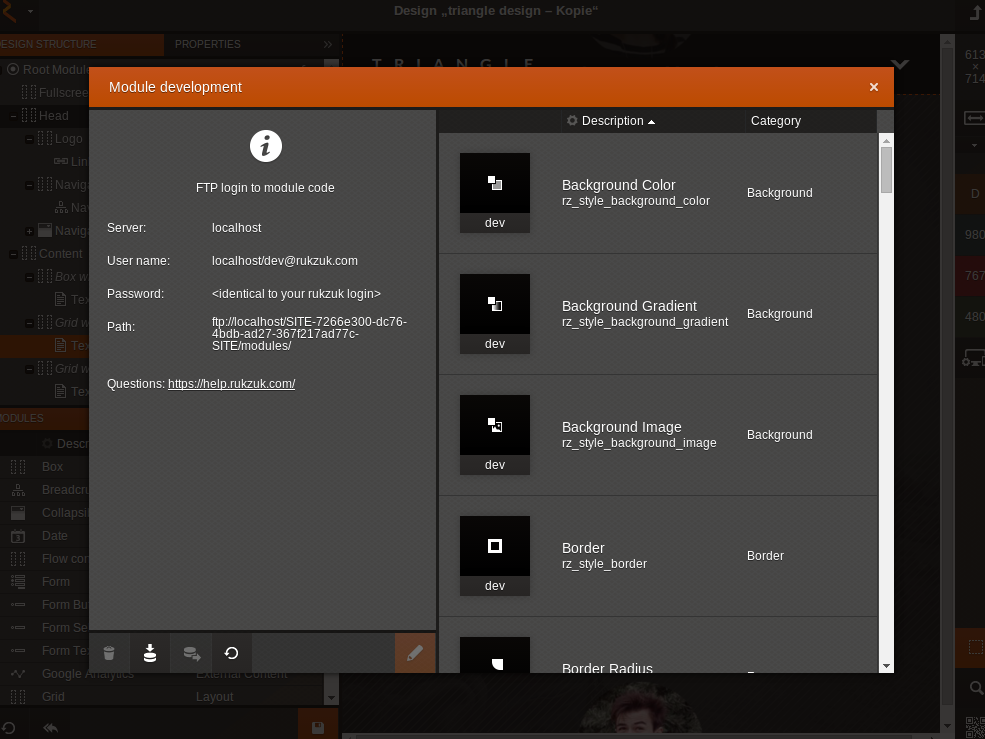 Design „triangle design – Kopie“
DESIGN STRUCTURE
PROPERTIES
Root Module
Fullscree
Head
Logo
Lin
Naviga
Nav
Naviga
Content
Box w
Tex
Grid w
Tex
Grid w
Tex
MODULES
Descr
Box
Breadcru
Collapsi
Date
Flow con
Form
Form Bu
Form Se
Form Tex
Google Analytics
External Content
Grid
Layout
TRIANGLE
Module development
×
FTP login to module code
Server:
localhost
User name:
localhost/dev@rukzuk.com
Password:
<identical to your rukzuk login>
Path:
ftp://localhost/SITE-7266e300-dc76-
4bdb-ad27-367f217ad77c-
SITE/modules/
Questions: https://help.rukzuk.com/
Description
Category
dev
Background Color
rz_style_background_color
Background
dev
Background Gradient
rz_style_background_gradient
Background
dev
Background Image
rz_style_background_image
Background
dev
Border
rz_style_border
Border
Border Radius
613
×
714
D
980
767
480